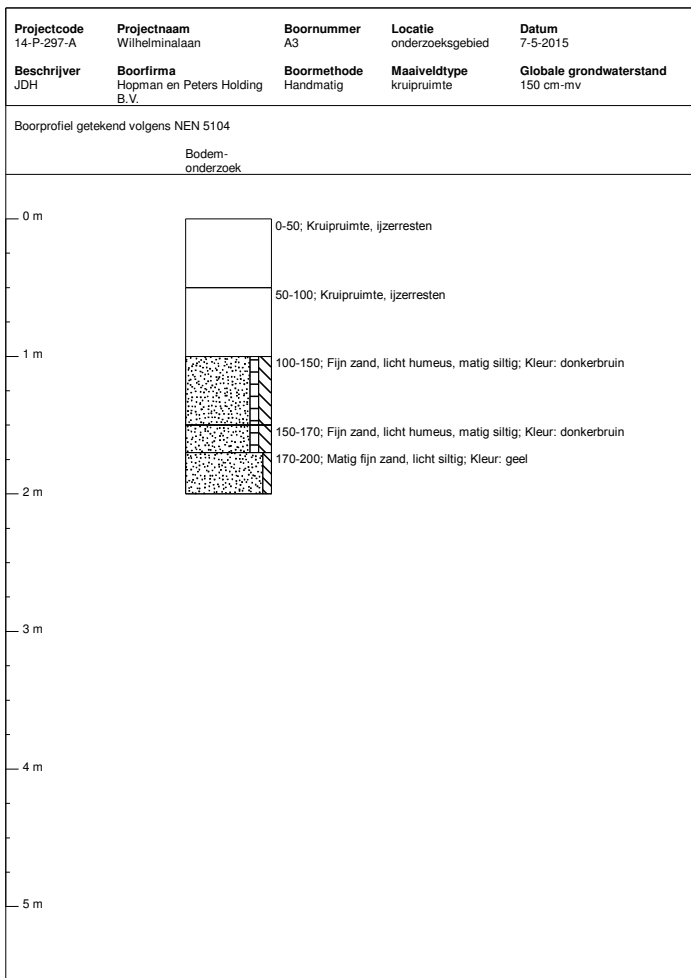 Projectcode Projectnaam Boornummer Locatie Datum
14-P-297-A Wilhelminalaan A3 onderzoeksgebied 7-5-2015
Beschrijver Boorfirma Boormethode Maaiveldtype Globale grondwaterstand
JDH Hopman en Peters Holding Handmatig kruipruimte 150 cm-mv
B.V.
Boorprofiel getekend volgens NEN 5104
Bodem-
onderzoek
0 m
0-50; Kruipruimte, ijzerresten
50-100; Kruipruimte, ijzerresten
1 m
100-150; Fijn zand, licht humeus, matig siltig; Kleur: donkerbruin
150-170; Fijn zand, licht humeus, matig siltig; Kleur: donkerbruin
170-200; Matig fijn zand, licht siltig; Kleur: geel
2 m
3 m
4 m
5 m